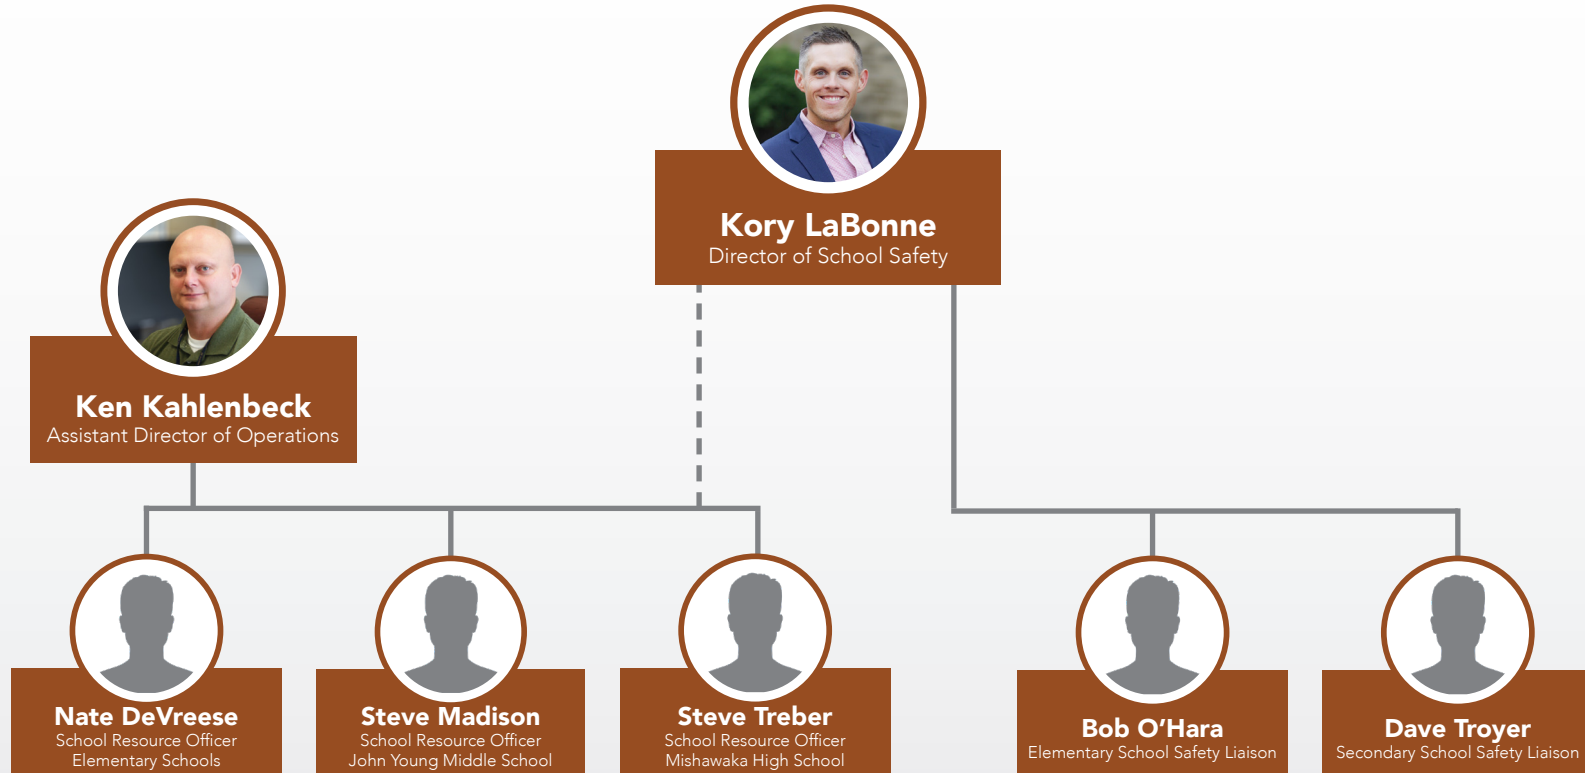 Kory LaBonne
Director of School Safety
Ken Kahlenbeck
Assistant Director of Operations
Nate DeVreese
School Resource Officer
Elementary Schools
Steve Madison
School Resource Officer
John Young Middle School
Steve Treber
School Resource Officer
Mishawaka High School
Bob O’Hara
Elementary School Safety Liaison
Dave Troyer
Secondary School Safety Liaison